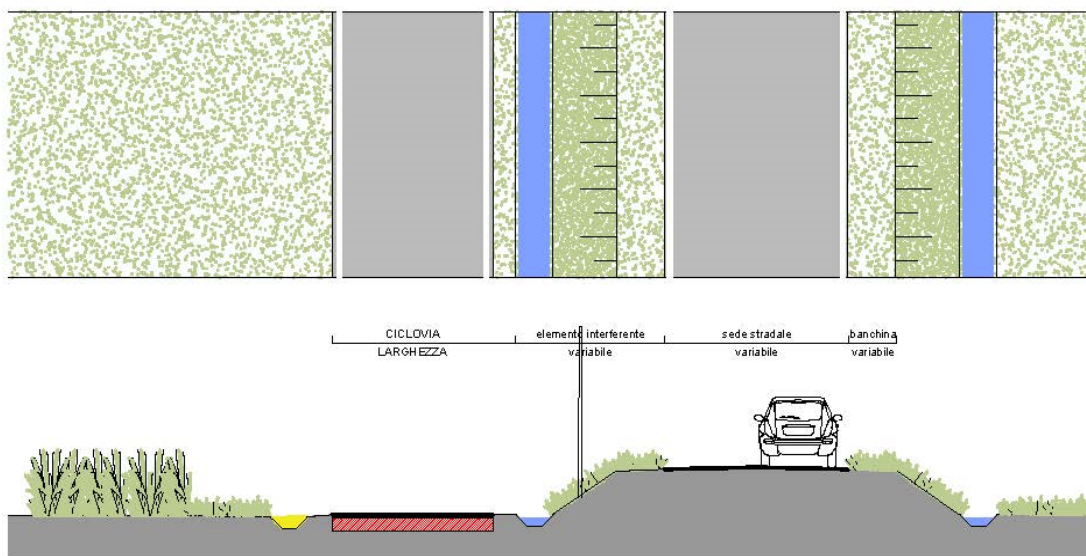 CICLOVIA
LARGHEZZA
elemento interferente
variabile
sede stradale
variabile
banchina
variabile